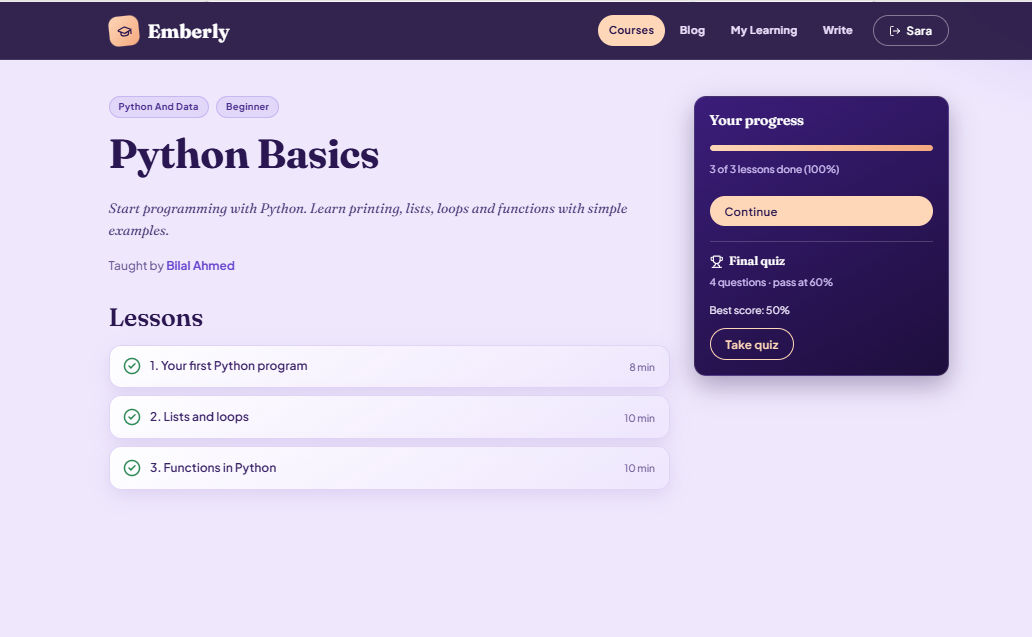 Emberly
Courses
Blog
My Learning
Write
Sara
Python And Data
Beginner
Python Basics
Start programming with Python. Learn printing, lists, loops and functions with simple
examples.
Taught by Bilal Ahmed
Lessons
1. Your first Python program
8 min
2. Lists and loops
10 min
3. Functions in Python
10 min
Your progress
3 of 3 lessons done (100%)
Continue
Final quiz
4 questions · pass at 60%
Best score: 50%
Take quiz